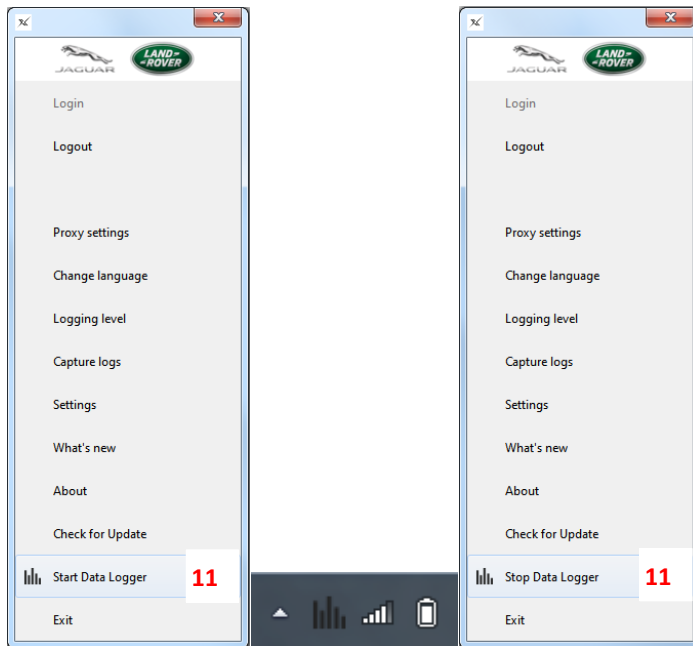 JAGUAR
LAND-
-ROVER
Login
Logout
Proxy settings
Change language
Logging level
Capture logs
Settings
What's new
About
Check for Update
Start Data Logger 11
Exit
JAGUAR
LAND-
-ROVER
Login
Logout
Proxy settings
Change language
Logging level
Capture logs
Settings
What's new
About
Check for Update
Stop Data Logger 11
Exit